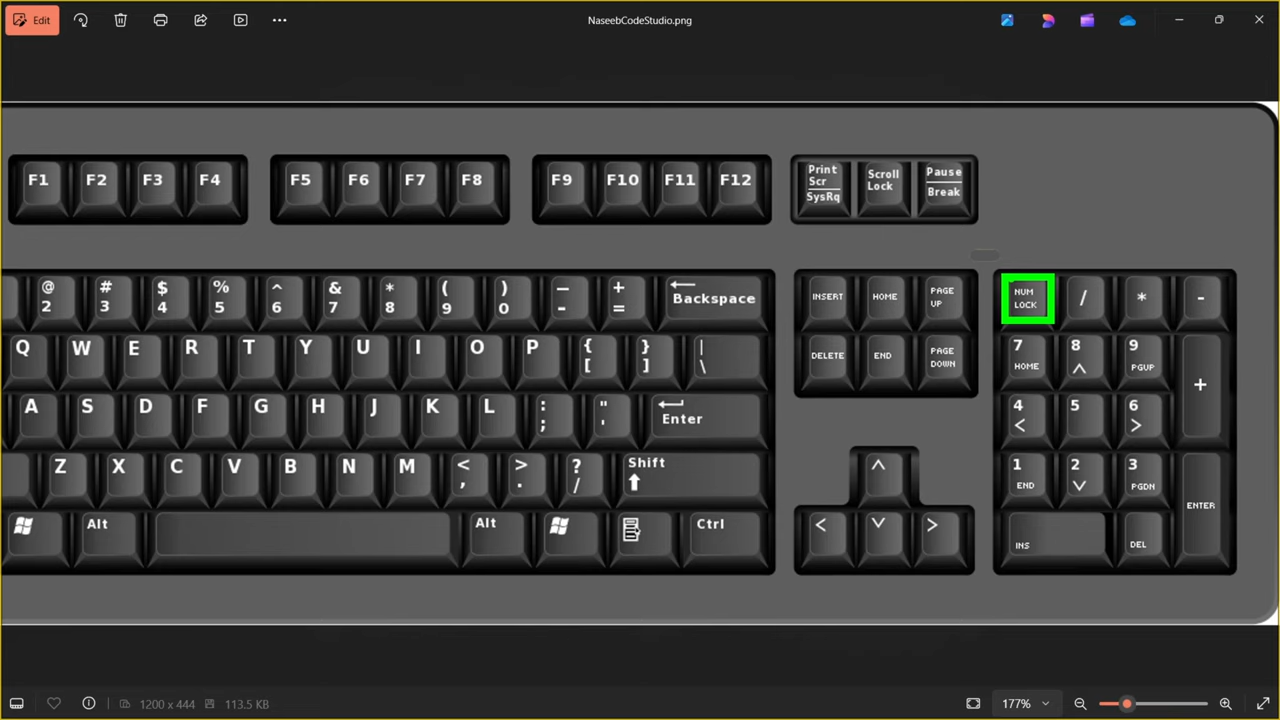 Edit
NaseebCodeStudio.png
F1 F2 F3 F4 F5 F6 F7 F8 F9 F10 F11 F12
Print
Scr
SysRq
Scroll
Lock
Pause
Break
@ # $ % ^ & * ( ) _ +
2 3 4 5 6 7 8 9 0 - =
Backspace
INSERT HOME PAGE
UP
NUM
LOCK
/ * -
Q W E R T Y U I O P { } |
[ ] \
DELETE END PAGE
DOWN
7 8 9
HOME ^ PGUP
+
A S D F G H J K L : "
; '
Enter
4 5 6
< >
Z X C V B N M < > ?
, . /
Shift
^
1 2 3
END v PGDN
ENTER
Alt Alt Ctrl
< v >
INS DEL
1200 x 444 113.5 KB 177%